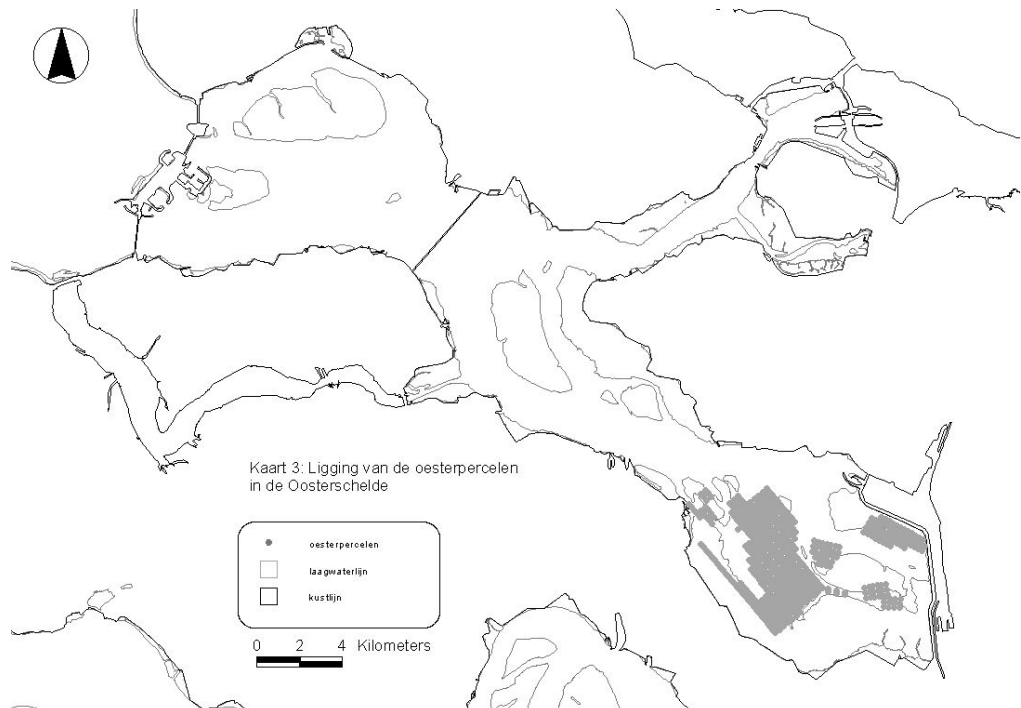 Kaart 3: Ligging van de oesterpercelen
in de Oosterschelde
oesterpercelen
laagwaterlijn
kustlijn
0 2 4 Kilometers